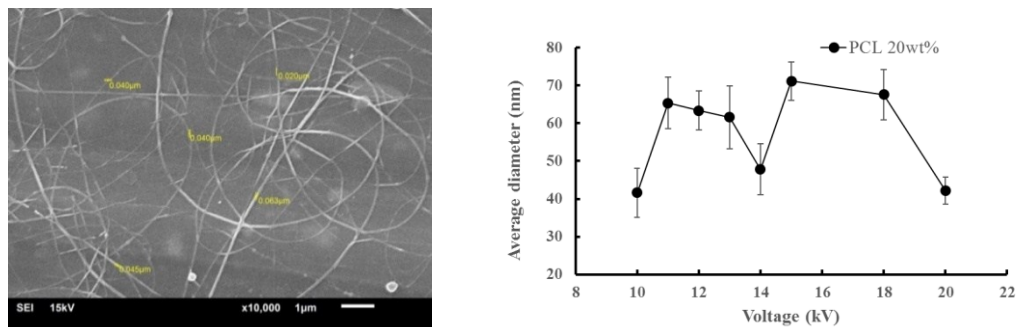 0.020μm
0.040μm
0.040μm
0.063μm
0.045μm
SEI 15kV x10,000 1μm
PCL 20wt%
Average diameter (nm)
80
70
60
50
40
30
20
8 10 12 14 16 18 20 22
Voltage (kV)